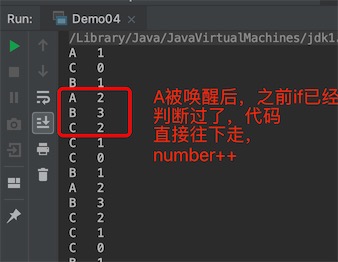 Run: Demo04
/Library/Java/JavaVirtualMachines/jdk1.
A 1
C 0
B 1
A 2
B 3
C 2
C 1
C 0
B 1
A 2
B 3
C 2
C 1
C 0
B 1
A被唤醒后，之前if已经
判断过了，代码
直接往下走，
number++